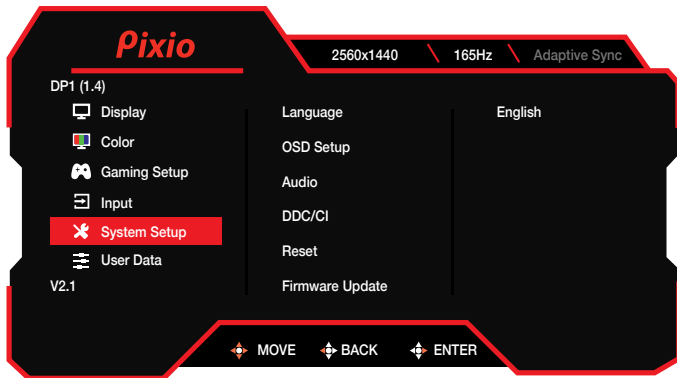 Pixio
2560x1440 165Hz Adaptive Sync
DP1 (1.4)
Display
Color
Gaming Setup
Input
System Setup
User Data
V2.1
Language
OSD Setup
Audio
DDC/CI
Reset
Firmware Update
English
MOVE BACK ENTER